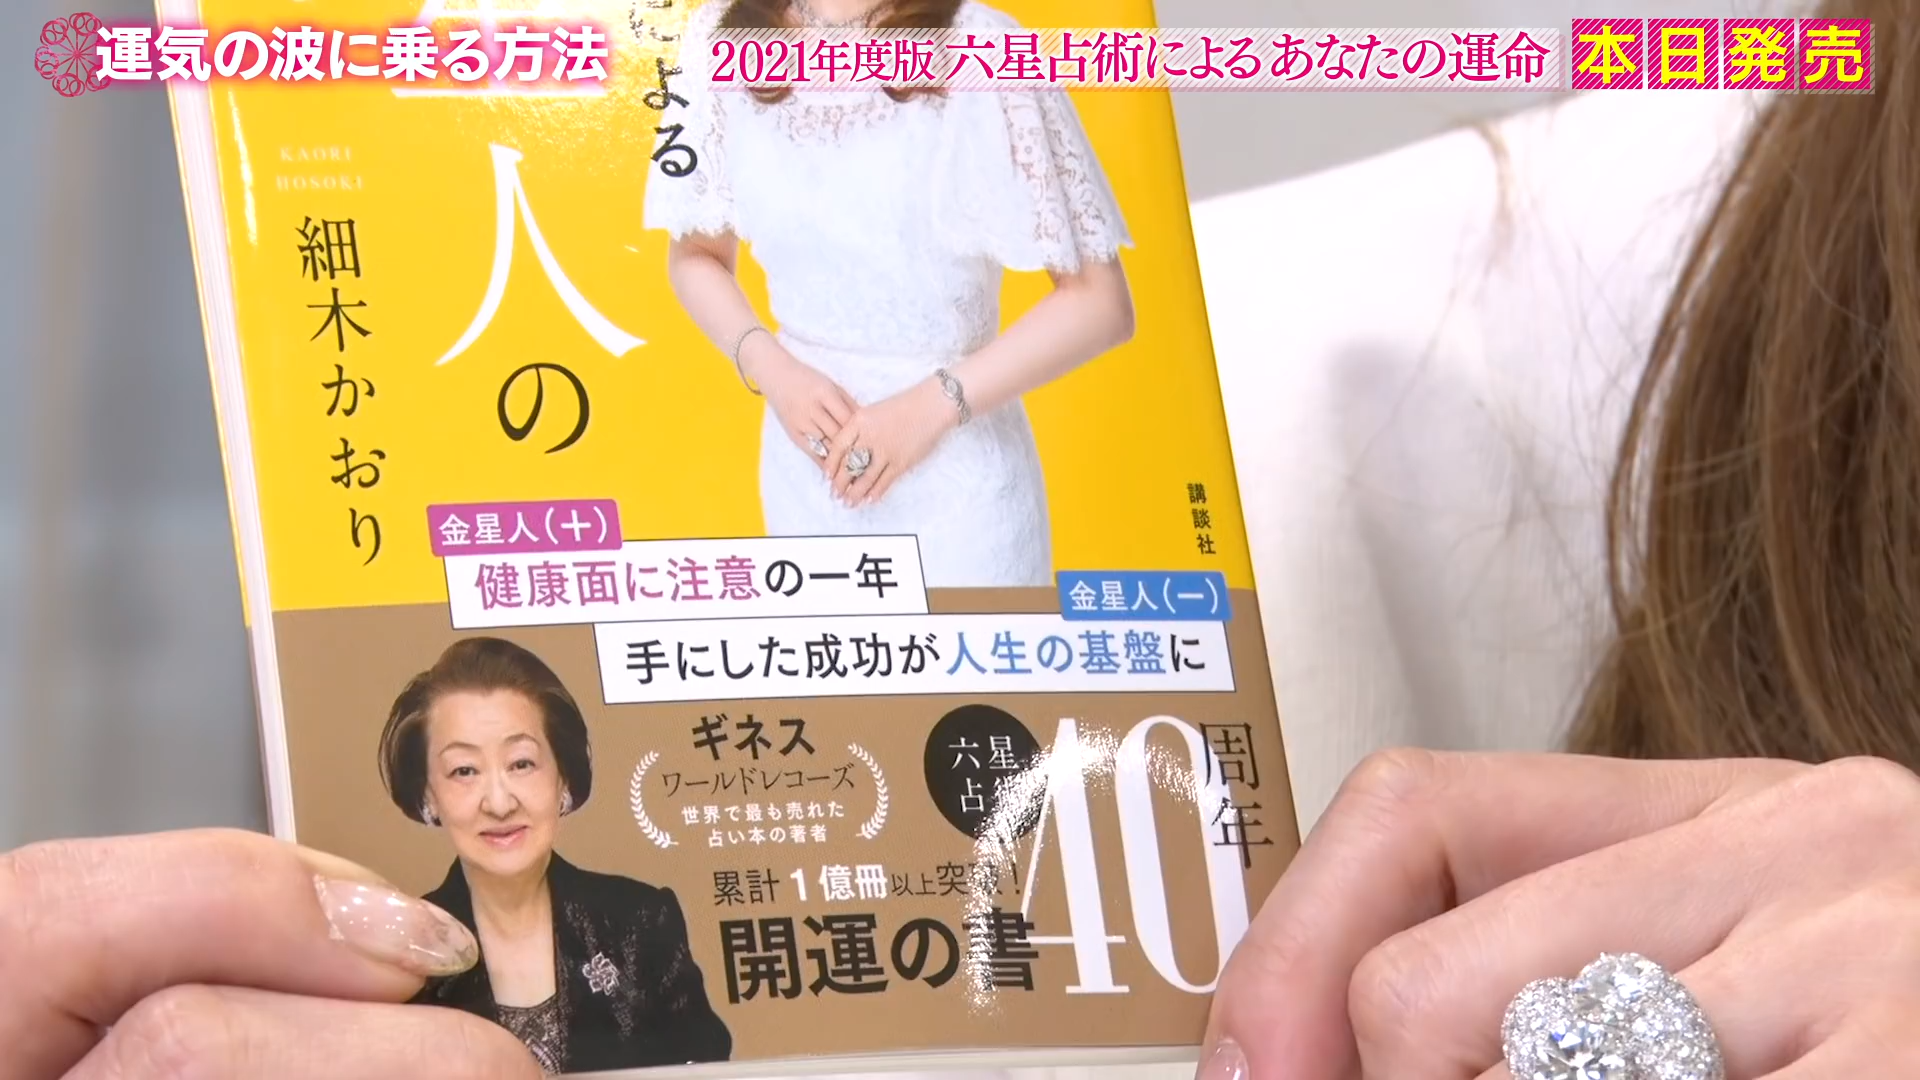 運気の波に乗る方法
2021年度版 六星占術によるあなたの運命
本日発売
による
人の
KAORI
HOSOKI
細木かおり
講談社
金星人(＋)
健康面に注意の一年
金星人(－)
手にした成功が人生の基盤に
ギネス
ワールドレコーズ
世界で最も売れた
占い本の著者
六星
占術
40周年
累計1億冊以上突破!
開運の書